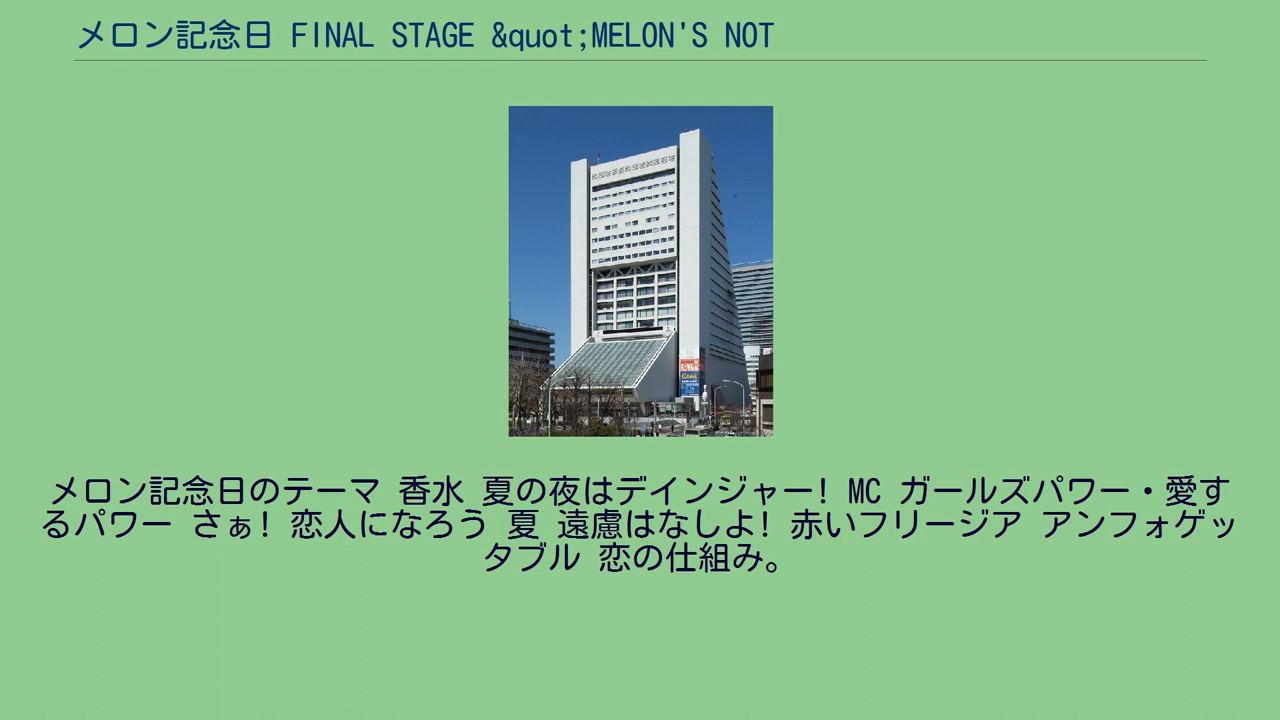 メロン記念日 FINAL STAGE &quot;MELON'S NOT
メロン記念日のテーマ 香水 夏の夜はデインジャー! MC ガールズパワー・愛す
るパワー さぁ! 恋人になろう 夏 遠慮はなしよ! 赤いフリージア アンフォゲッ
タブル 恋の仕組み。